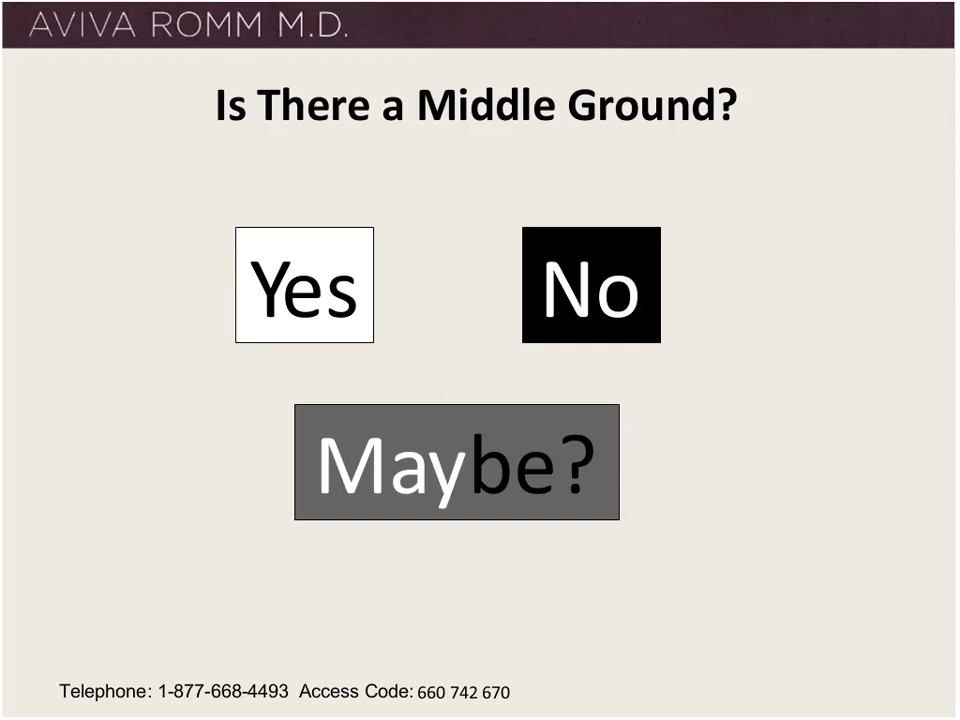 AVIVA ROMM M.D.
Is There a Middle Ground?
Yes
No
Maybe?
Telephone: 1-877-668-4493 Access Code: 660 742 670